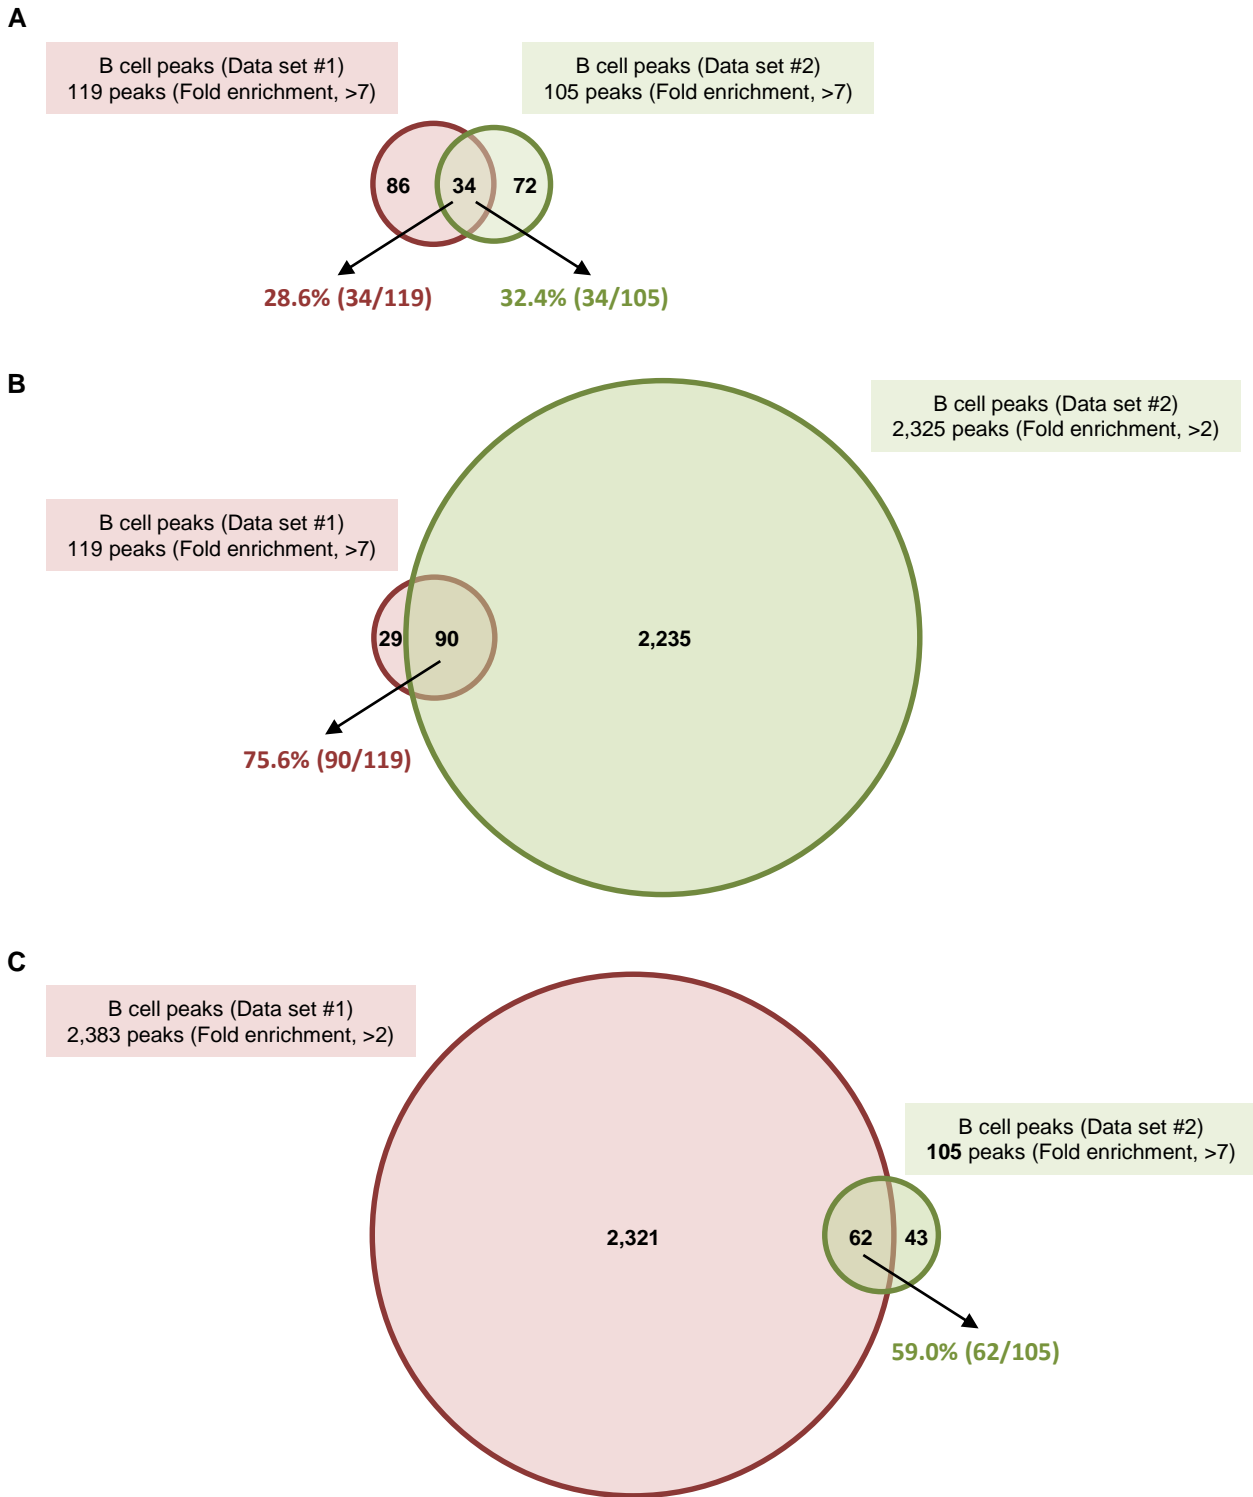 A
B cell peaks (Data set #1)
119 peaks (Fold enrichment, >7)
B cell peaks (Data set #2)
105 peaks (Fold enrichment, >7)
86
34
72
28.6% (34/119)
32.4% (34/105)
B
B cell peaks (Data set #2)
2,325 peaks (Fold enrichment, >2)
B cell peaks (Data set #1)
119 peaks (Fold enrichment, >7)
29
90
2,235
75.6% (90/119)
C
B cell peaks (Data set #1)
2,383 peaks (Fold enrichment, >2)
B cell peaks (Data set #2)
105 peaks (Fold enrichment, >7)
2,321
62
43
59.0% (62/105)